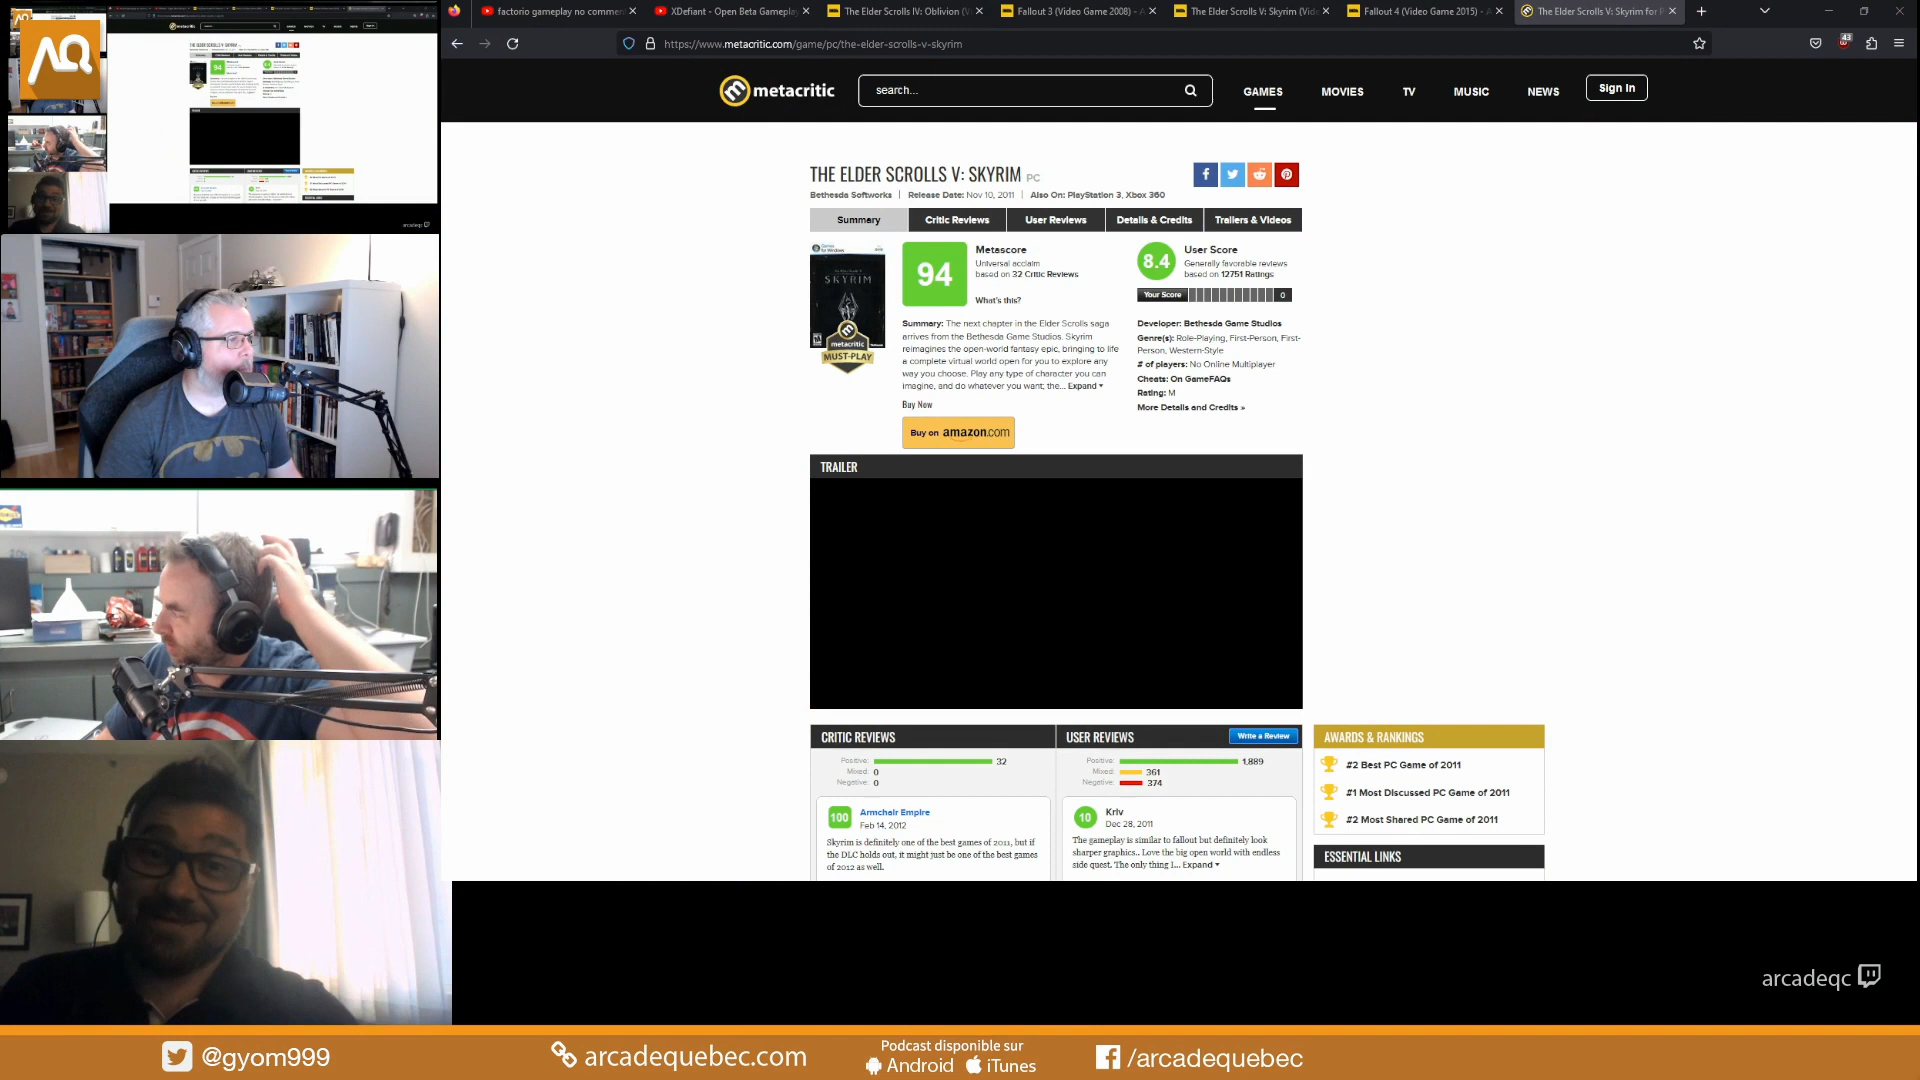 factorio gameplay no commen
XDefiant - Open Beta Gamepla
The Elder Scrolls IV: Oblivion (V
Fallout 3 (Video Game 2008) - A
The Elder Scrolls V: Skyrim (Vide
Fallout 4 (Video Game 2015) - A
The Elder Scrolls V: Skyrim for P
https://www.metacritic.com/game/pc/the-elder-scrolls-v-skyrim
43
AQ
metacritic
search...
GAMES
MOVIES
TV
MUSIC
NEWS
Sign In
THE ELDER SCROLLS V: SKYRIM PC
Bethesda Softworks | Release Date: Nov 10, 2011 | Also On: PlayStation 3, Xbox 360
Summary
Critic Reviews
User Reviews
Details & Credits
Trailers & Videos
SKYRIM
metacritic
MUST-PLAY
94
Metascore
Universal acclaim
based on 32 Critic Reviews
What's this?
8.4
User Score
Generally favorable reviews
based on 12751 Ratings
Your Score
0
Summary: The next chapter in the Elder Scrolls saga
arrives from the Bethesda Game Studios. Skyrim
reimagines the open-world fantasy epic, bringing to life
a complete virtual world open for you to explore any
way you choose. Play any type of character you can
imagine, and do whatever you want; the... Expand
Buy Now
Buy on amazon.com
Developer: Bethesda Game Studios
Genre(s): Role-Playing, First-Person, First-
Person, Western-Style
# of players: No Online Multiplayer
Cheats: On GameFAQs
Rating: M
More Details and Credits »
TRAILER
CRITIC REVIEWS
Positive: 32
Mixed: 0
Negative: 0
100
Armchair Empire
Feb 14, 2012
Skyrim is definitely one of the best games of 2011, but if
the DLC holds out, it might just be one of the best games
of 2012 as well.
USER REVIEWS
Write a Review
Positive: 1,889
Mixed: 361
Negative: 374
10
Kriv
Dec 28, 2011
The gameplay is similar to fallout but definitely look
sharper graphics.. Love the big open world with endless
side quest. The only thing I... Expand
AWARDS & RANKINGS
#2 Best PC Game of 2011
#1 Most Discussed PC Game of 2011
#2 Most Shared PC Game of 2011
ESSENTIAL LINKS
arcadeqc
@gyom999
arcadequebec.com
Podcast disponible sur
Android
iTunes
/arcadequebec